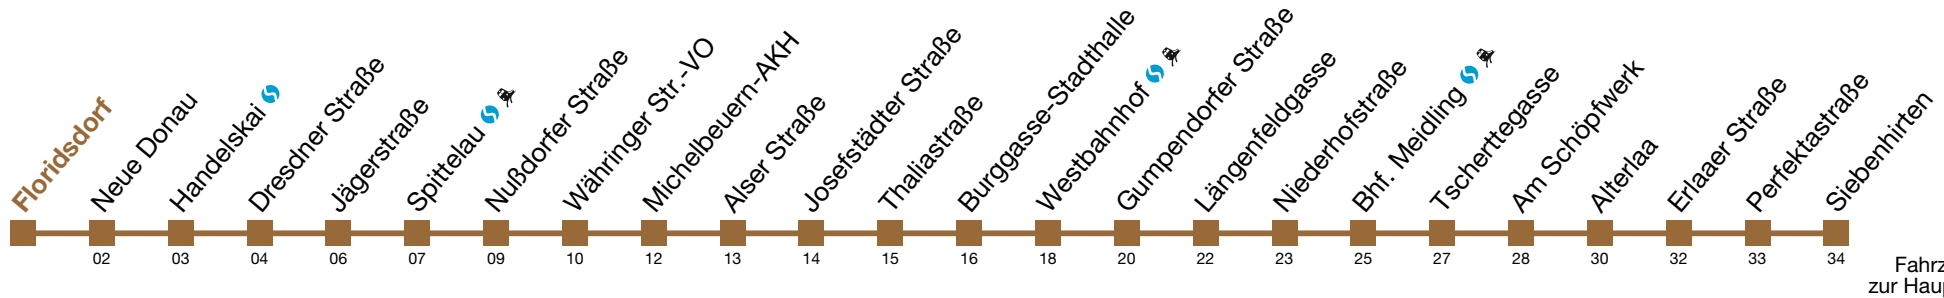 Floridsdorf
Neue Donau
Handelskai
Dresdner Straße
Jägerstraße
Spittelau
Nußdorfer Straße
Währinger Str.-VO
Michelbeuern-AKH
Alser Straße
Josefstädter Straße
Thaliastraße
Burggasse-Stadthalle
Westbahnhof
Gumpendorfer Straße
Längenfeldgasse
Niederhofstraße
Bhf. Meidling
Tscherttegasse
Am Schöpfwerk
Alterlaa
Erlaaer Straße
Perfektastraße
Siebenhirten
02 03 04 06 07 09 10 12 13 14 15 16 18 20 22 23 25 27 28 30 32 33 34
Fahrz
zur Haup